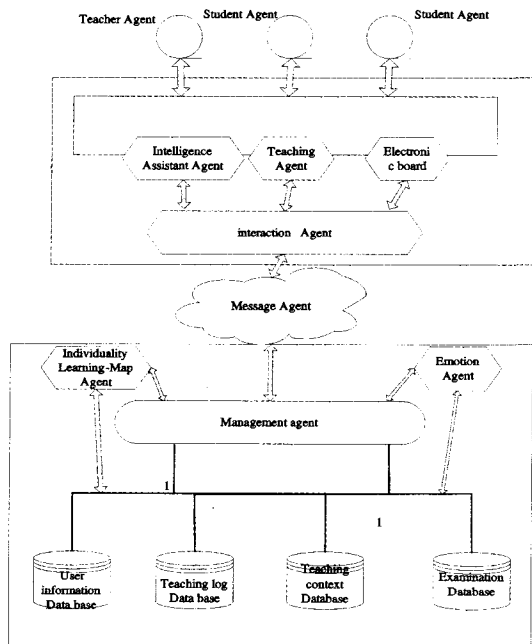 Teacher Agent
Student Agent
Student Agent
Intelligence
Assistant Agent
Teaching
Agent
Electroni
c board
interaction Agent
Message Agent
Individuality
Learning-Map
Agent
Emotion
Agent
Management agent
1
1
User
information
Data base
Teaching log
Data base
Teaching
context
Database
Examination
Database